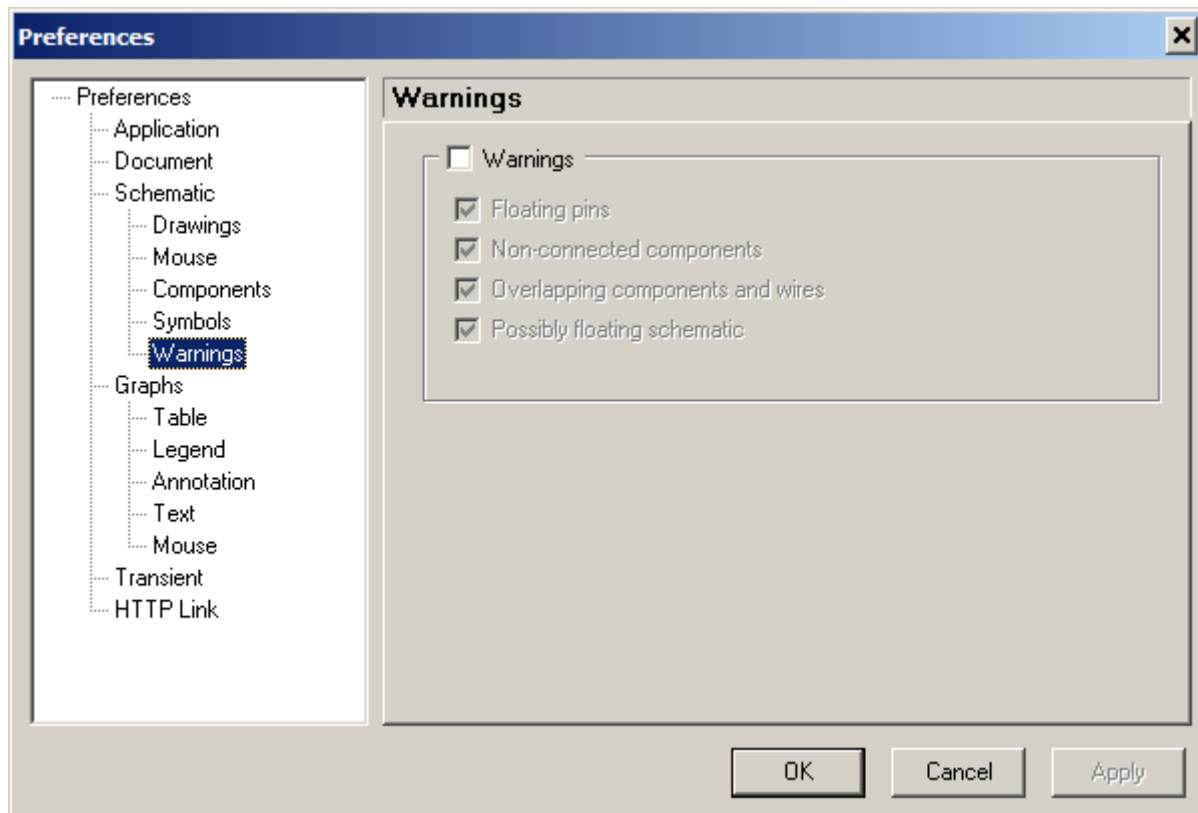 Preferences
Preferences
Application
Document
Schematic
Drawings
Mouse
Components
Symbols
Warnings
Graphs
Table
Legend
Annotation
Text
Mouse
Transient
HTTP Link
Warnings
Warnings
Floating pins
Non-connected components
Overlapping components and wires
Possibly floating schematic
OK
Cancel
Apply